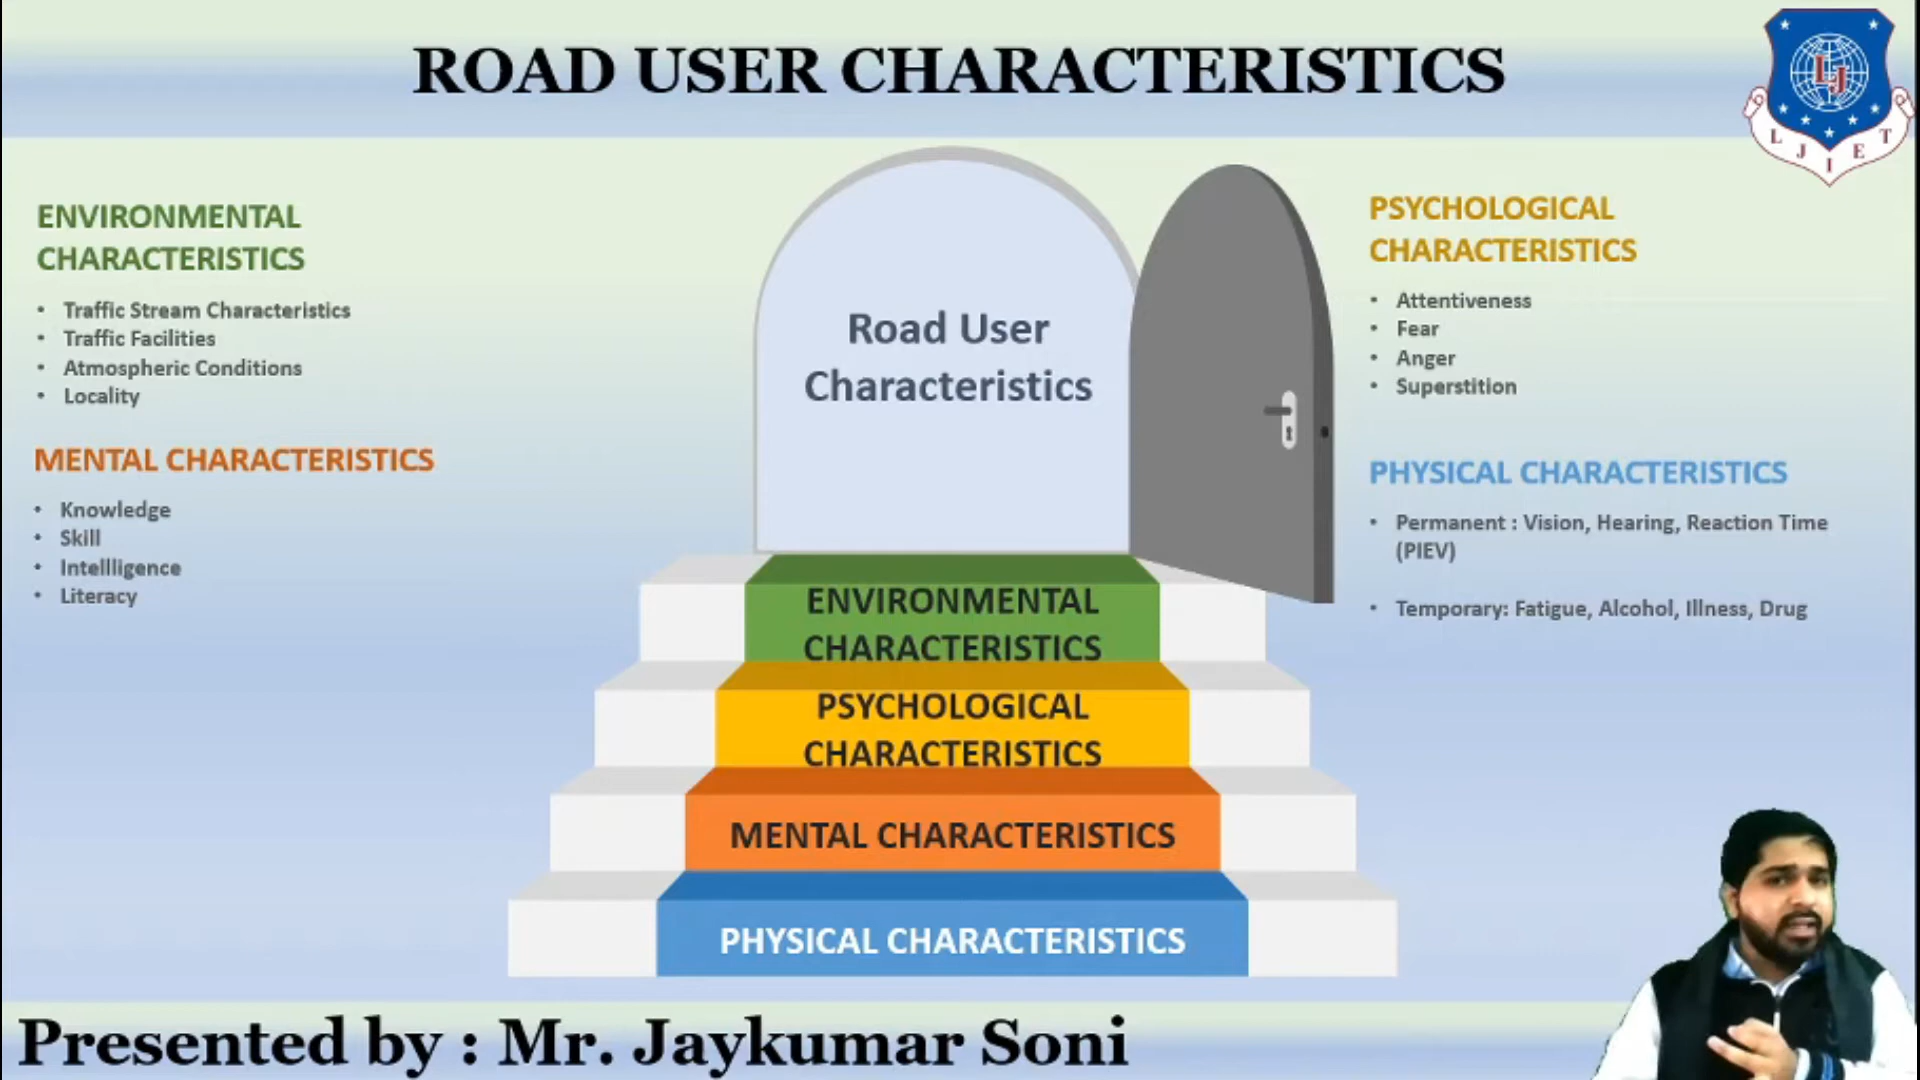 ROAD USER CHARACTERISTICS
LJ
L J I E T
ENVIRONMENTAL
CHARACTERISTICS
• Traffic Stream Characteristics
• Traffic Facilities
• Atmospheric Conditions
• Locality
MENTAL CHARACTERISTICS
• Knowledge
• Skill
• Intellligence
• Literacy
Road User
Characteristics
ENVIRONMENTAL
CHARACTERISTICS
PSYCHOLOGICAL
CHARACTERISTICS
MENTAL CHARACTERISTICS
PHYSICAL CHARACTERISTICS
PSYCHOLOGICAL
CHARACTERISTICS
• Attentiveness
• Fear
• Anger
• Superstition
PHYSICAL CHARACTERISTICS
• Permanent : Vision, Hearing, Reaction Time
(PIEV)
• Temporary: Fatigue, Alcohol, Illness, Drug
Presented by : Mr. Jaykumar Soni